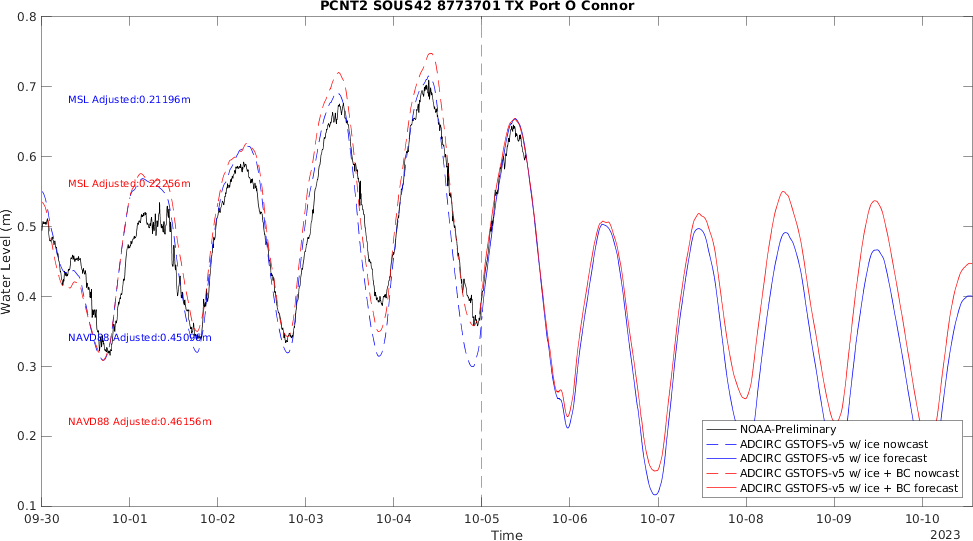 PCNT2 SOUS42 8773701 TX Port O Connor
0.8
0.7
0.6
0.5
0.4
0.3
0.2
0.1
Water Level (m)
MSL Adjusted:0.21196m
MSL Adjusted:0.22256m
NAVD88 Adjusted:0.45096m
NAVD88 Adjusted:0.46156m
NOAA-Preliminary
ADCIRC GSTOFS-v5 w/ ice nowcast
ADCIRC GSTOFS-v5 w/ ice forecast
ADCIRC GSTOFS-v5 w/ ice + BC nowcast
ADCIRC GSTOFS-v5 w/ ice + BC forecast
09-30 10-01 10-02 10-03 10-04 10-05 10-06 10-07 10-08 10-09 10-10
Time
2023